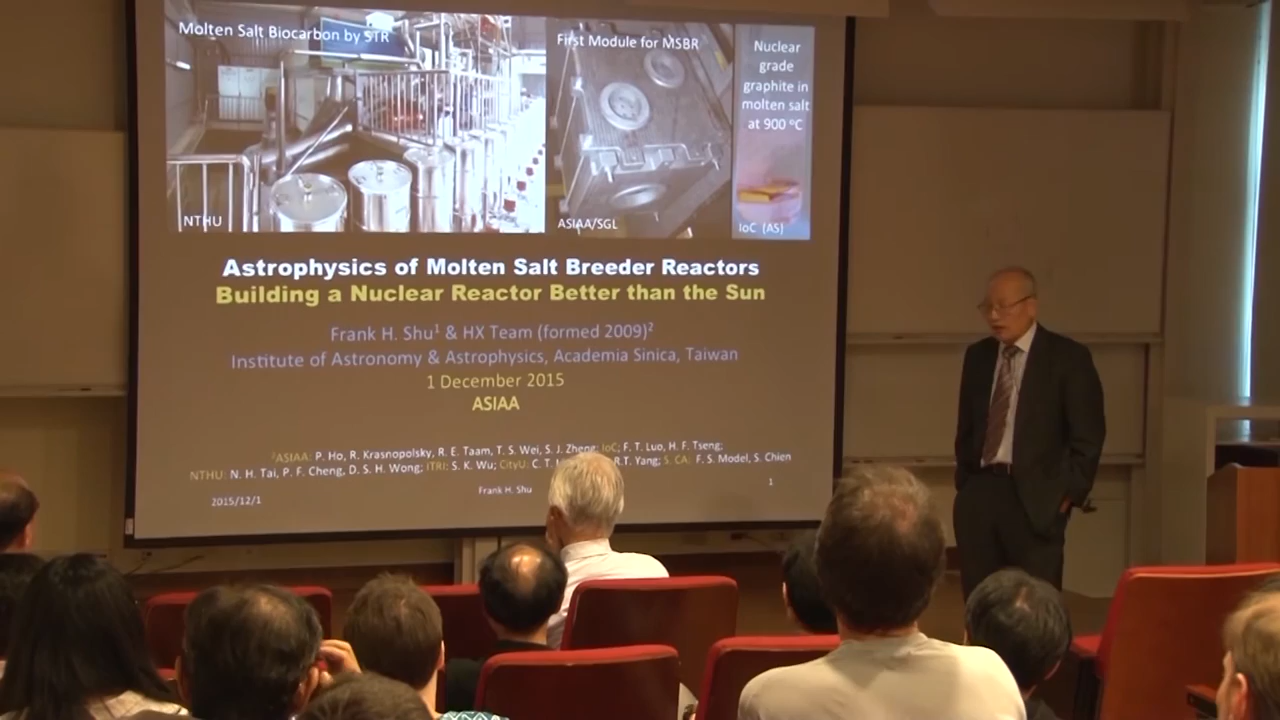 Molten Salt Biocarbon by STR
First Module for MSBR
Nuclear
grade
graphite in
molten salt
at 900 °C
NTHU
ASIAA/SGL
IoC (AS)
Astrophysics of Molten Salt Breeder Reactors
Building a Nuclear Reactor Better than the Sun
Frank H. Shu¹ & HX Team (formed 2009)²
Institute of Astronomy & Astrophysics, Academia Sinica, Taiwan
1 December 2015
ASIAA
²ASIAA: P. Ho, R. Krasnopolsky, R. E. Taam, T. S. Wei, S. J. Zheng; IoC: F. T. Luo, H. F. Tseng;
NTHU: N. H. Tai, P. F. Cheng, D. S. H. Wong; ITRI: S. K. Wu; CityU: C. T. R.T. Yang; S. CA: F. S. Model, S. Chien
2015/12/1
Frank H. Shu
1